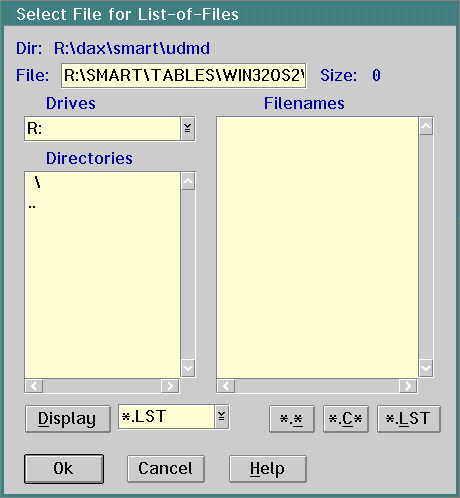 Select File for List-of-Files
Dir: R:\dax\smart\udmd
File: R:\SMART\TABLES\WIN32OS2\ Size: 0
Drives Filenames
R:
Directories
\
..
Display *.LST *.* *.C* *.LST
Ok Cancel Help